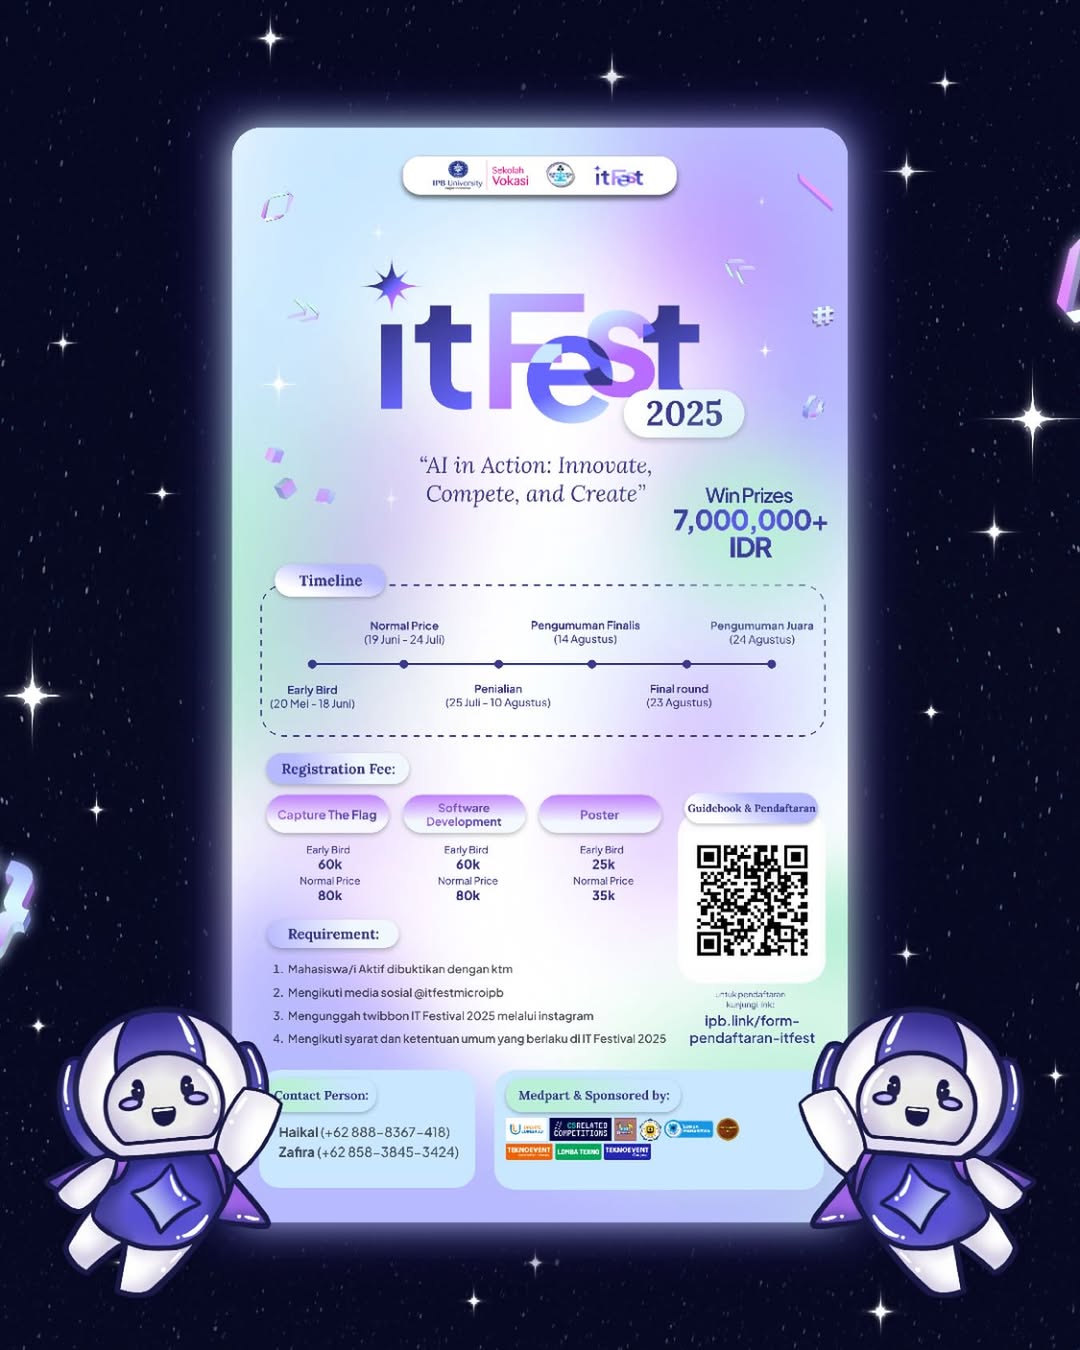 IPB University
Sekolah
Vokasi
itFest
itFest
2025
“AI in Action: Innovate,
Compete, and Create”
Win Prizes
7,000,000+
IDR
Timeline
Normal Price
(19 Juni - 24 Juli)
Pengumuman Finalis
(14 Agustus)
Pengumuman Juara
(24 Agustus)
Early Bird
(20 Mei - 18 Juni)
Penialian
(25 Juli - 10 Agustus)
Final round
(23 Agustus)
Registration Fee:
Capture The Flag
Early Bird
60k
Normal Price
80k
Software
Development
Early Bird
60k
Normal Price
80k
Poster
Early Bird
25k
Normal Price
35k
Guidebook & Pendaftaran
untuk pendaftaran
kunjungi link:
ipb.link/form-
pendaftaran-itfest
Requirement:
1. Mahasiswa/i Aktif dibuktikan dengan ktm
2. Mengikuti media sosial @itfestmicroipb
3. Mengunggah twibbon IT Festival 2025 melalui instagram
4. Mengikuti syarat dan ketentuan umum yang berlaku di IT Festival 2025
Contact Person:
Haikal (+62 888-8367-418)
Zafira (+62 858-3845-3424)
Medpart & Sponsored by:
CORELATED
COMPETITIONS
TEKNOEVENT
LOMBA TEKNO
TEKNOEVENT